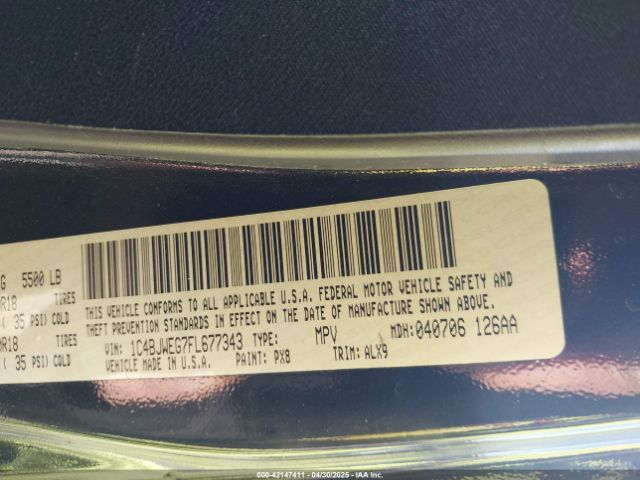 G 5500 LB
0R18 TIRES
( 35 PSI) COLD
0R18 TIRES
( 35 PSI) COLD
THIS VEHICLE CONFORMS TO ALL APPLICABLE U.S.A. FEDERAL MOTOR VEHICLE SAFETY AND
THEFT PREVENTION STANDARDS IN EFFECT ON THE DATE OF MANUFACTURE SHOWN ABOVE.
VIN: 1C4BJWEG7FL677343 TYPE: MPV MDH: 040706 126AA
VEHICLE MADE IN U.S.A. PAINT: PX8 TRIM: ALX9
000-42147411 - 04/30/2025 - IAA Inc.